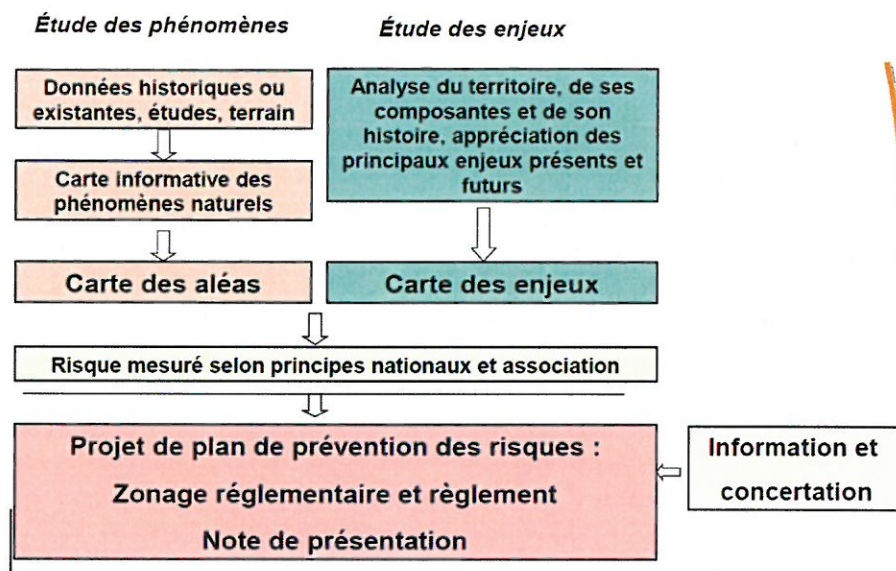 Étude des phénomènes
Étude des enjeux
Données historiques ou
existantes, études, terrain
Carte informative des
phénomènes naturels
Carte des aléas
Analyse du territoire, de ses
composantes et de son
histoire, appréciation des
principaux enjeux présents et
futurs
Carte des enjeux
Risque mesuré selon principes nationaux et association
Projet de plan de prévention des risques :
Zonage réglementaire et règlement
Note de présentation
Information et
concertation